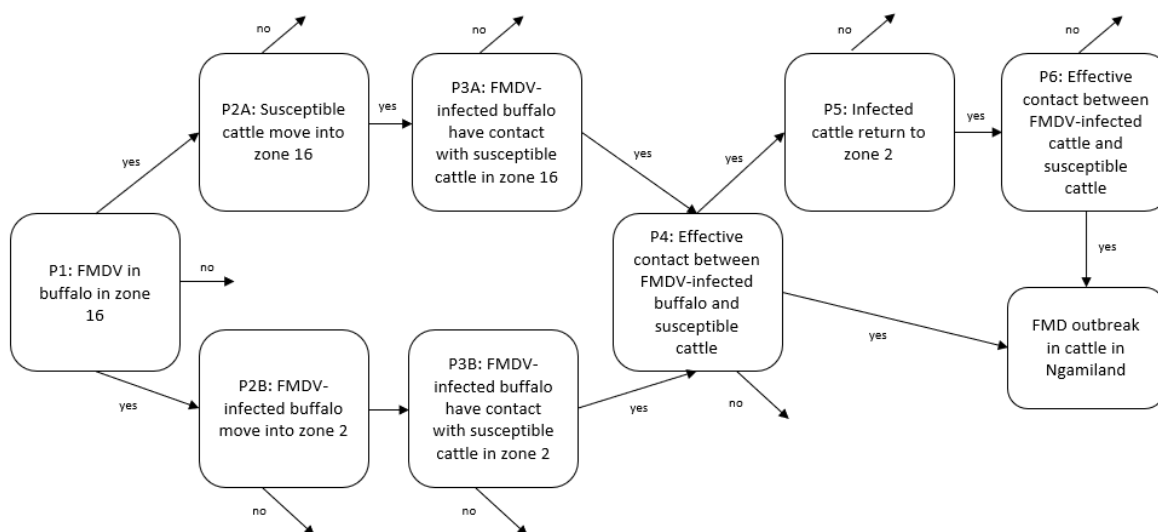 no
no
no
no
P2A: Susceptible
cattle move into
zone 16
yes
P3A: FMDV-
infected buffalo
have contact
with susceptible
cattle in zone 16
P5: Infected
cattle return to
zone 2
yes
P6: Effective
contact between
FMDV-infected
cattle and
susceptible
cattle
yes
yes
yes
yes
P1: FMDV in
buffalo in zone
16
no
P4: Effective
contact between
FMDV-infected
buffalo and
susceptible
cattle
yes
FMD outbreak
in cattle in
Ngamiland
yes
P2B: FMDV-
infected buffalo
move into zone 2
P3B: FMDV-
infected buffalo
have contact
with susceptible
cattle in zone 2
yes
no
no
no